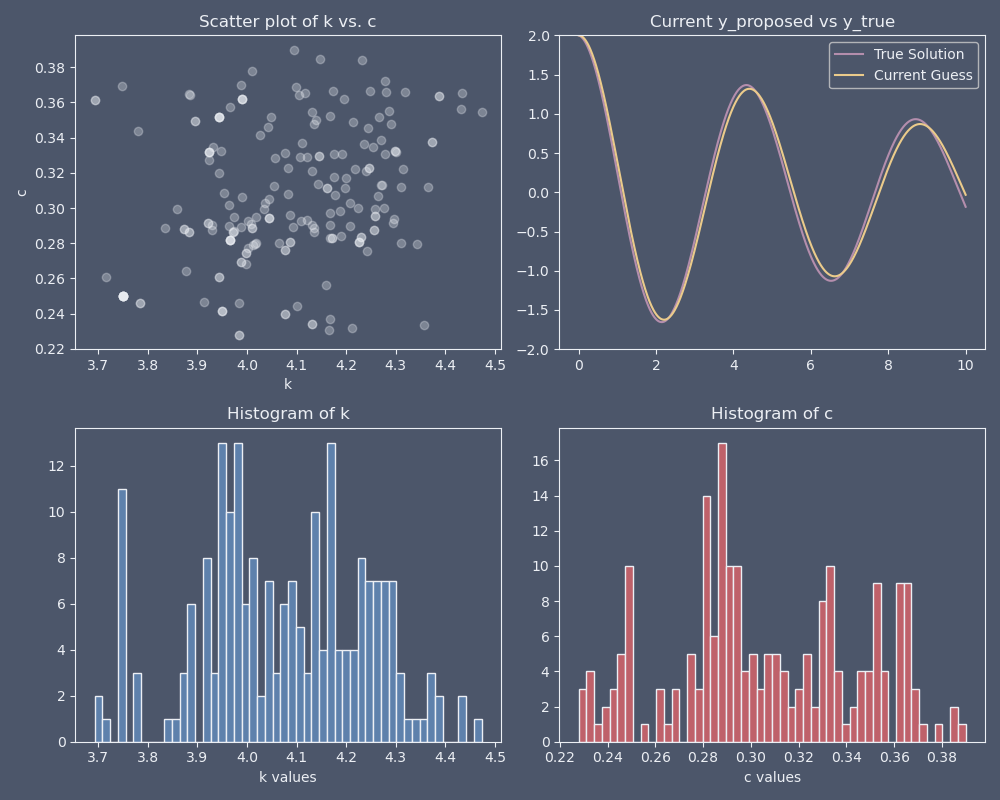 Scatter plot of k vs. c
c
0.38
0.36
0.34
0.32
0.30
0.28
0.26
0.24
0.22
3.7 3.8 3.9 4.0 4.1 4.2 4.3 4.4 4.5
k
Current y_proposed vs y_true
True Solution
Current Guess
2.0
1.5
1.0
0.5
0.0
−0.5
−1.0
−1.5
−2.0
0 2 4 6 8 10
Histogram of k
12
10
8
6
4
2
0
3.7 3.8 3.9 4.0 4.1 4.2 4.3 4.4 4.5
k values
Histogram of c
16
14
12
10
8
6
4
2
0
0.22 0.24 0.26 0.28 0.30 0.32 0.34 0.36 0.38
c values